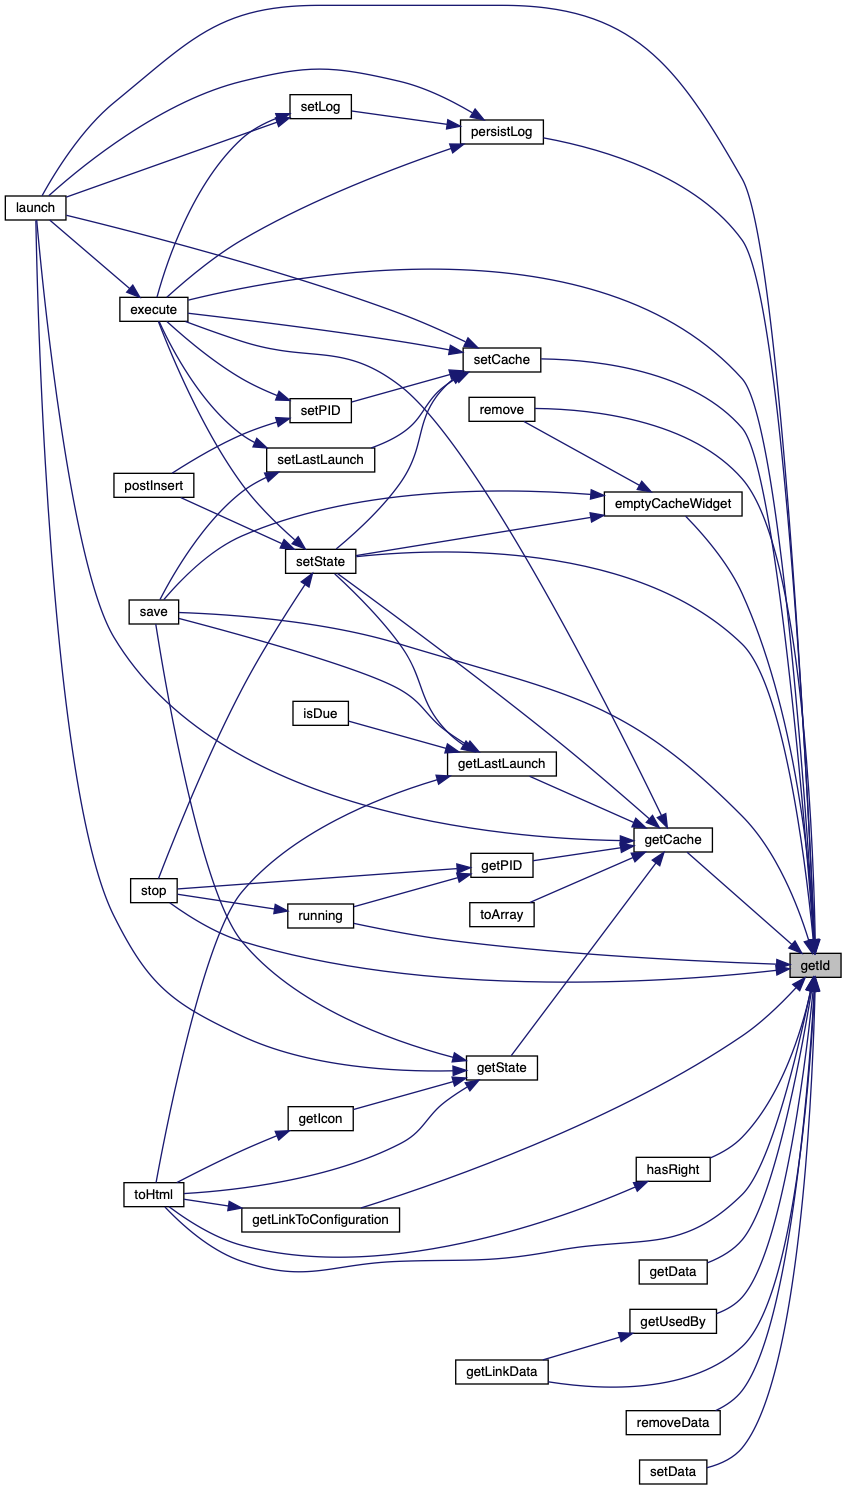 setLog
persistLog
launch
execute
setCache
remove
setPID
setLastLaunch
postInsert
emptyCacheWidget
setState
save
isDue
getLastLaunch
getCache
getPID
stop
toArray
running
getId
getState
getIcon
hasRight
toHtml
getLinkToConfiguration
getData
getUsedBy
getLinkData
removeData
setData